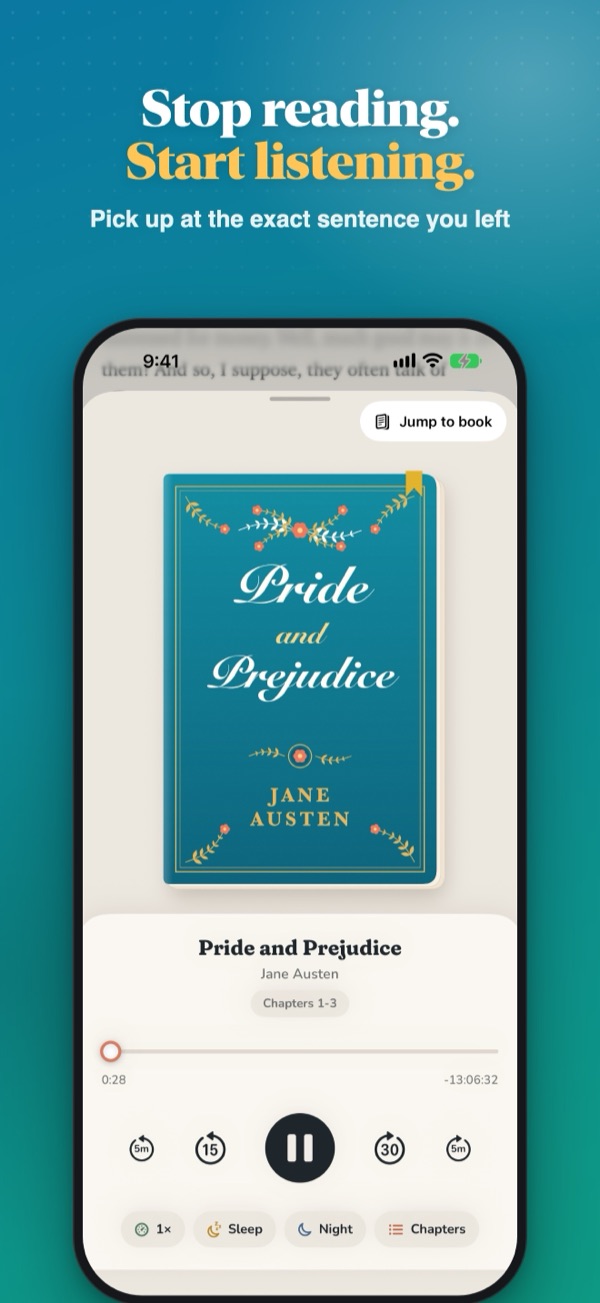 Stop reading.
Start listening.
Pick up at the exact sentence you left
9:41
them! And so, I suppose, they often talk of
Jump to book
Pride
and
Prejudice
JANE
AUSTEN
Pride and Prejudice
Jane Austen
Chapters 1-3
0:28 -13:06:32
5m 15 30 5m
1× Sleep Night Chapters